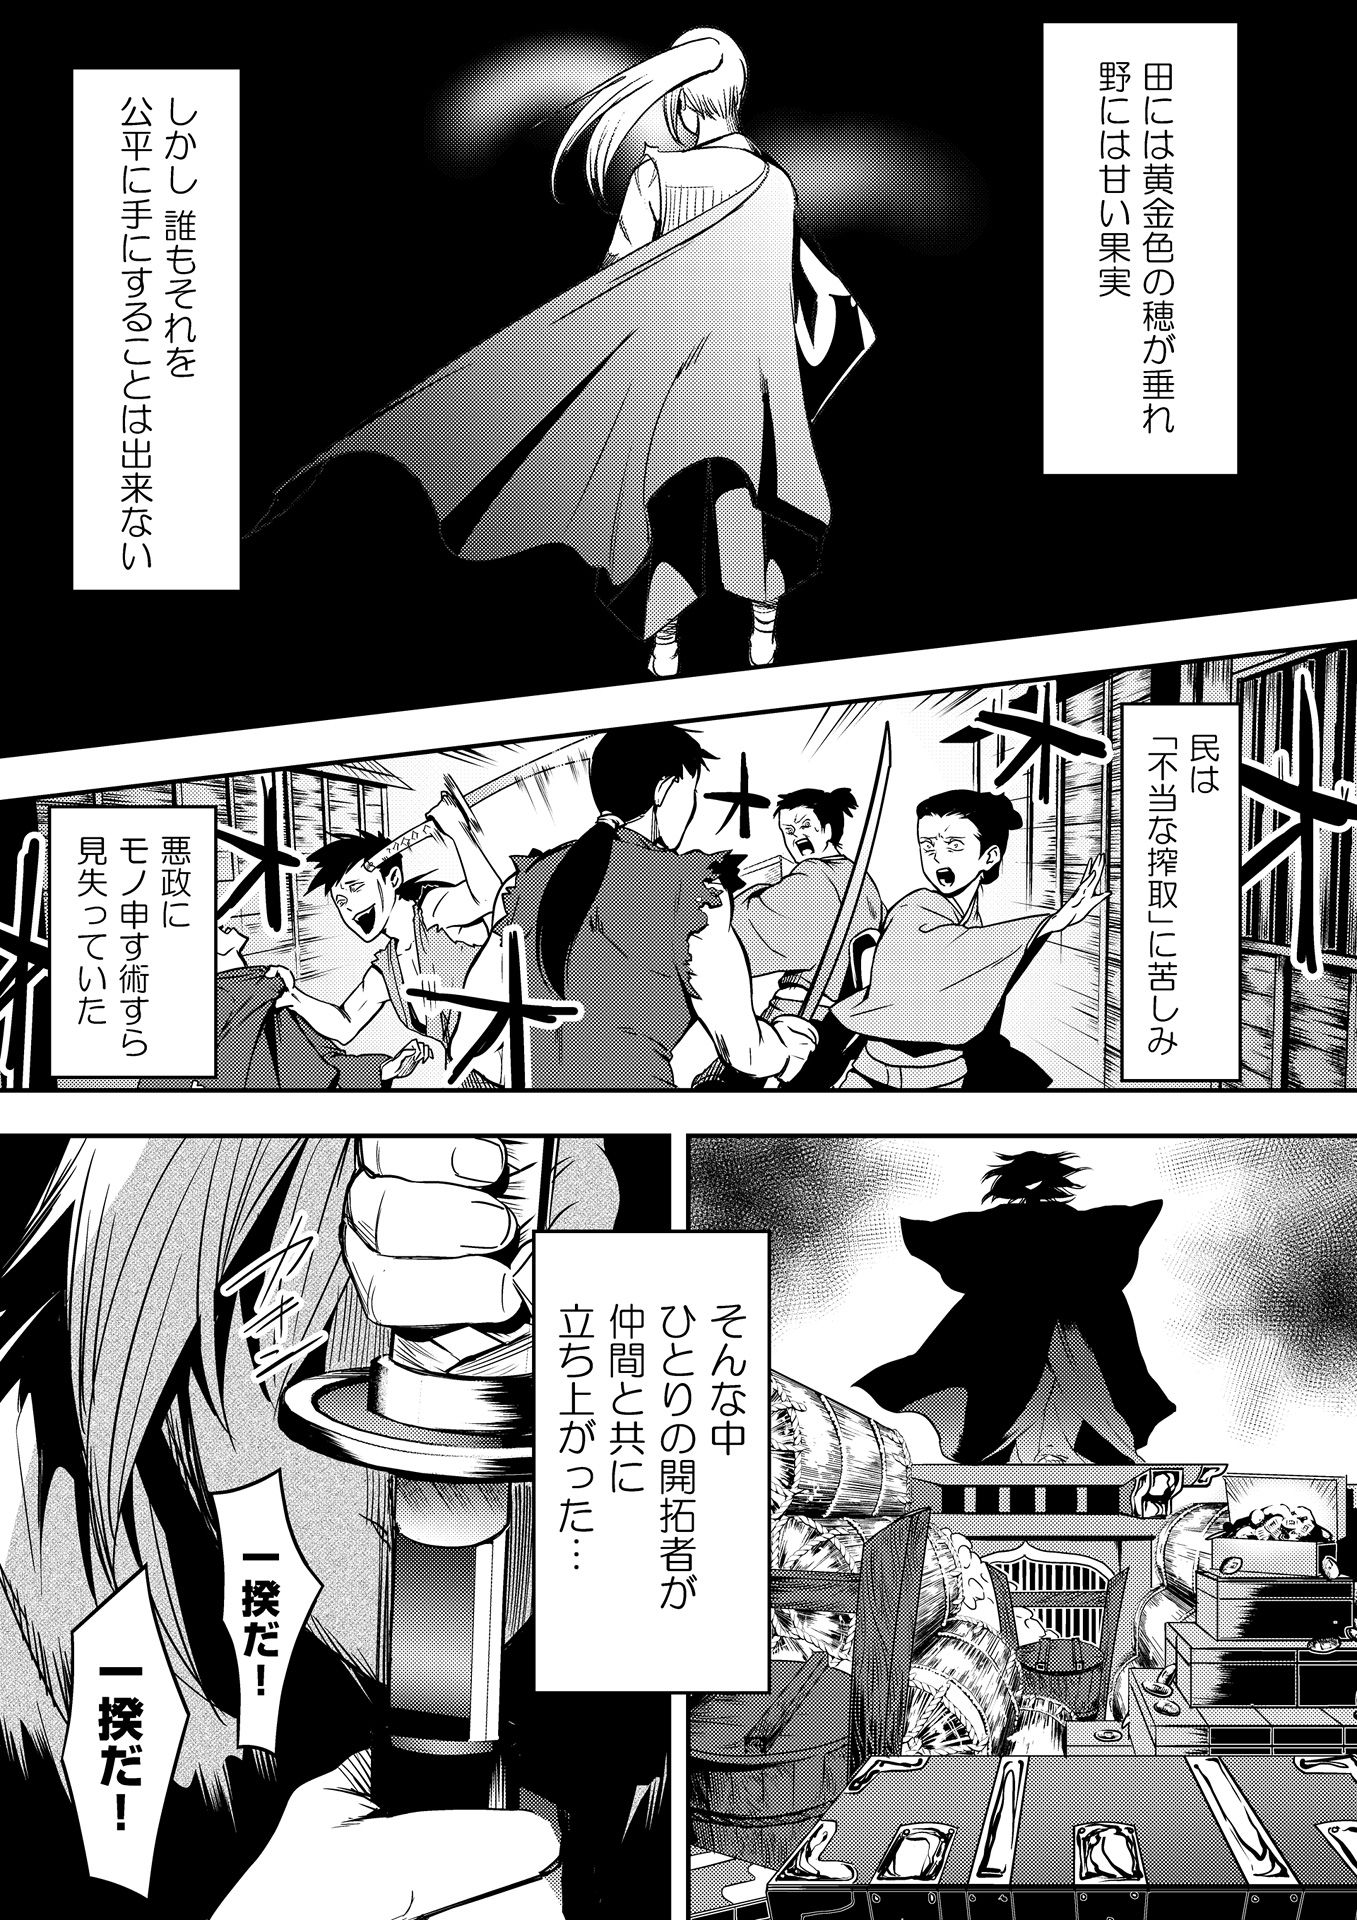 田には黄金色の穂が垂れ
野には甘い果実
しかし 誰もそれを
公平に手にすることは出来ない
民は
「不当な搾取」に苦しみ
悪政に
モノ申す術すら
見失っていた
そんな中
ひとりの開拓者が
仲間と共に
立ち上がった…
一揆だ！
一揆だ！